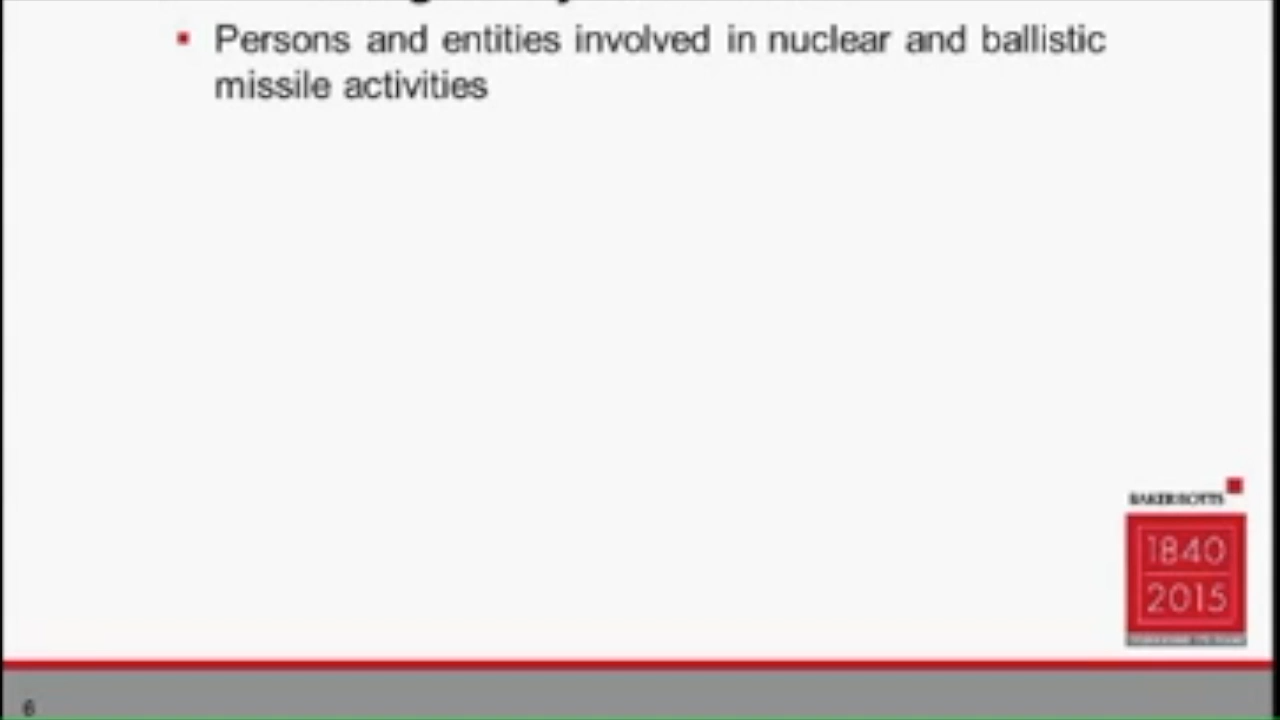 Persons and entities involved in nuclear and ballistic
missile activities
BAKER BOTTS
1840
2015
6